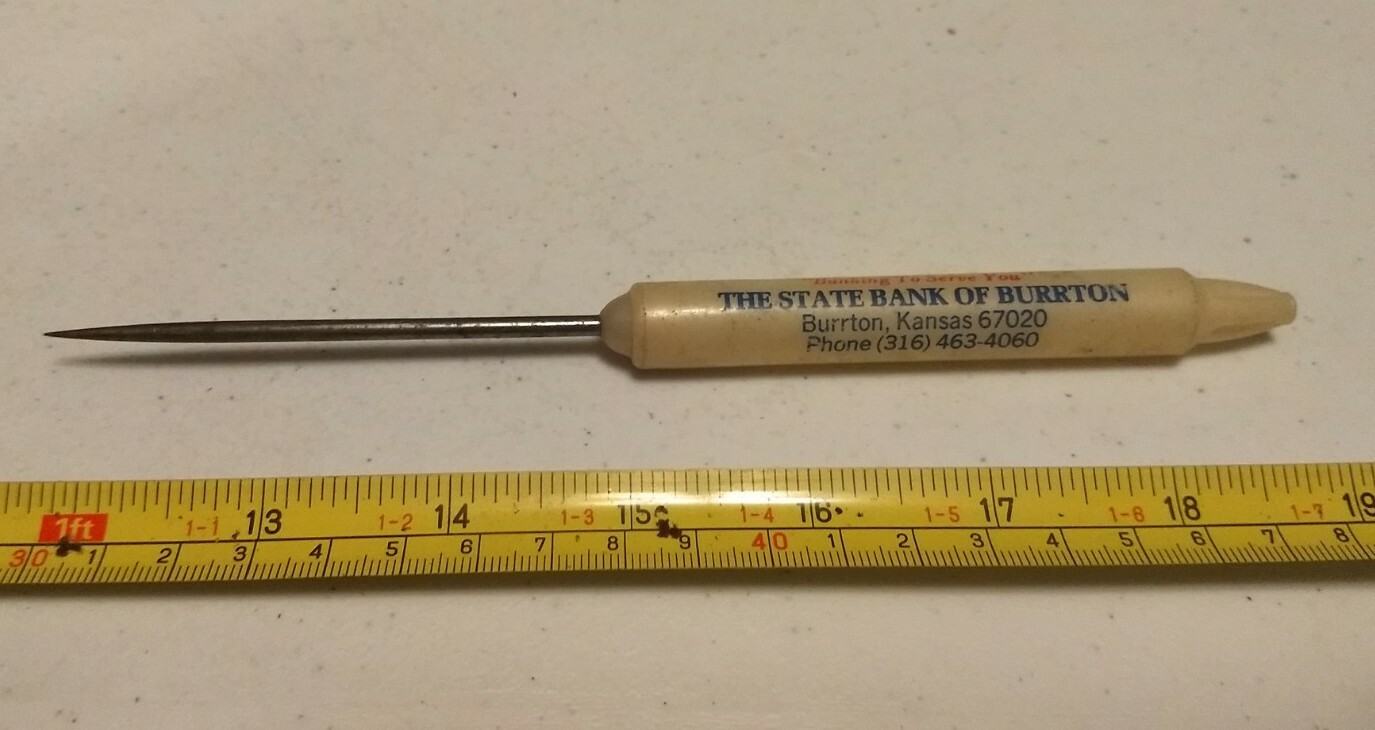 "Banking To Serve You"
THE STATE BANK OF BURRTON
Burrton, Kansas 67020
Phone (316) 463-4060
1ft 1-1 13 1-2 14 1-3 15 1-4 16 1-5 17 1-6 18 1-7 19
30 1 2 3 4 5 6 7 8 9 40 1 2 3 4 5 6 7 8